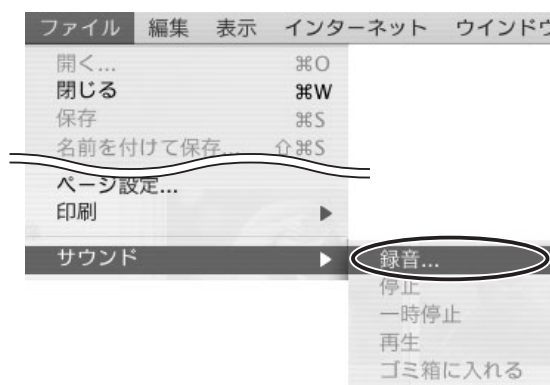 ファイル 編集 表示 インターネット ウインドウ
開く... ⌘O
閉じる ⌘W
保存 ⌘S
名前を付けて保存... ⇧⌘S
ページ設定...
印刷 ▶
サウンド ▶ 録音...
停止
一時停止
再生
ゴミ箱に入れる